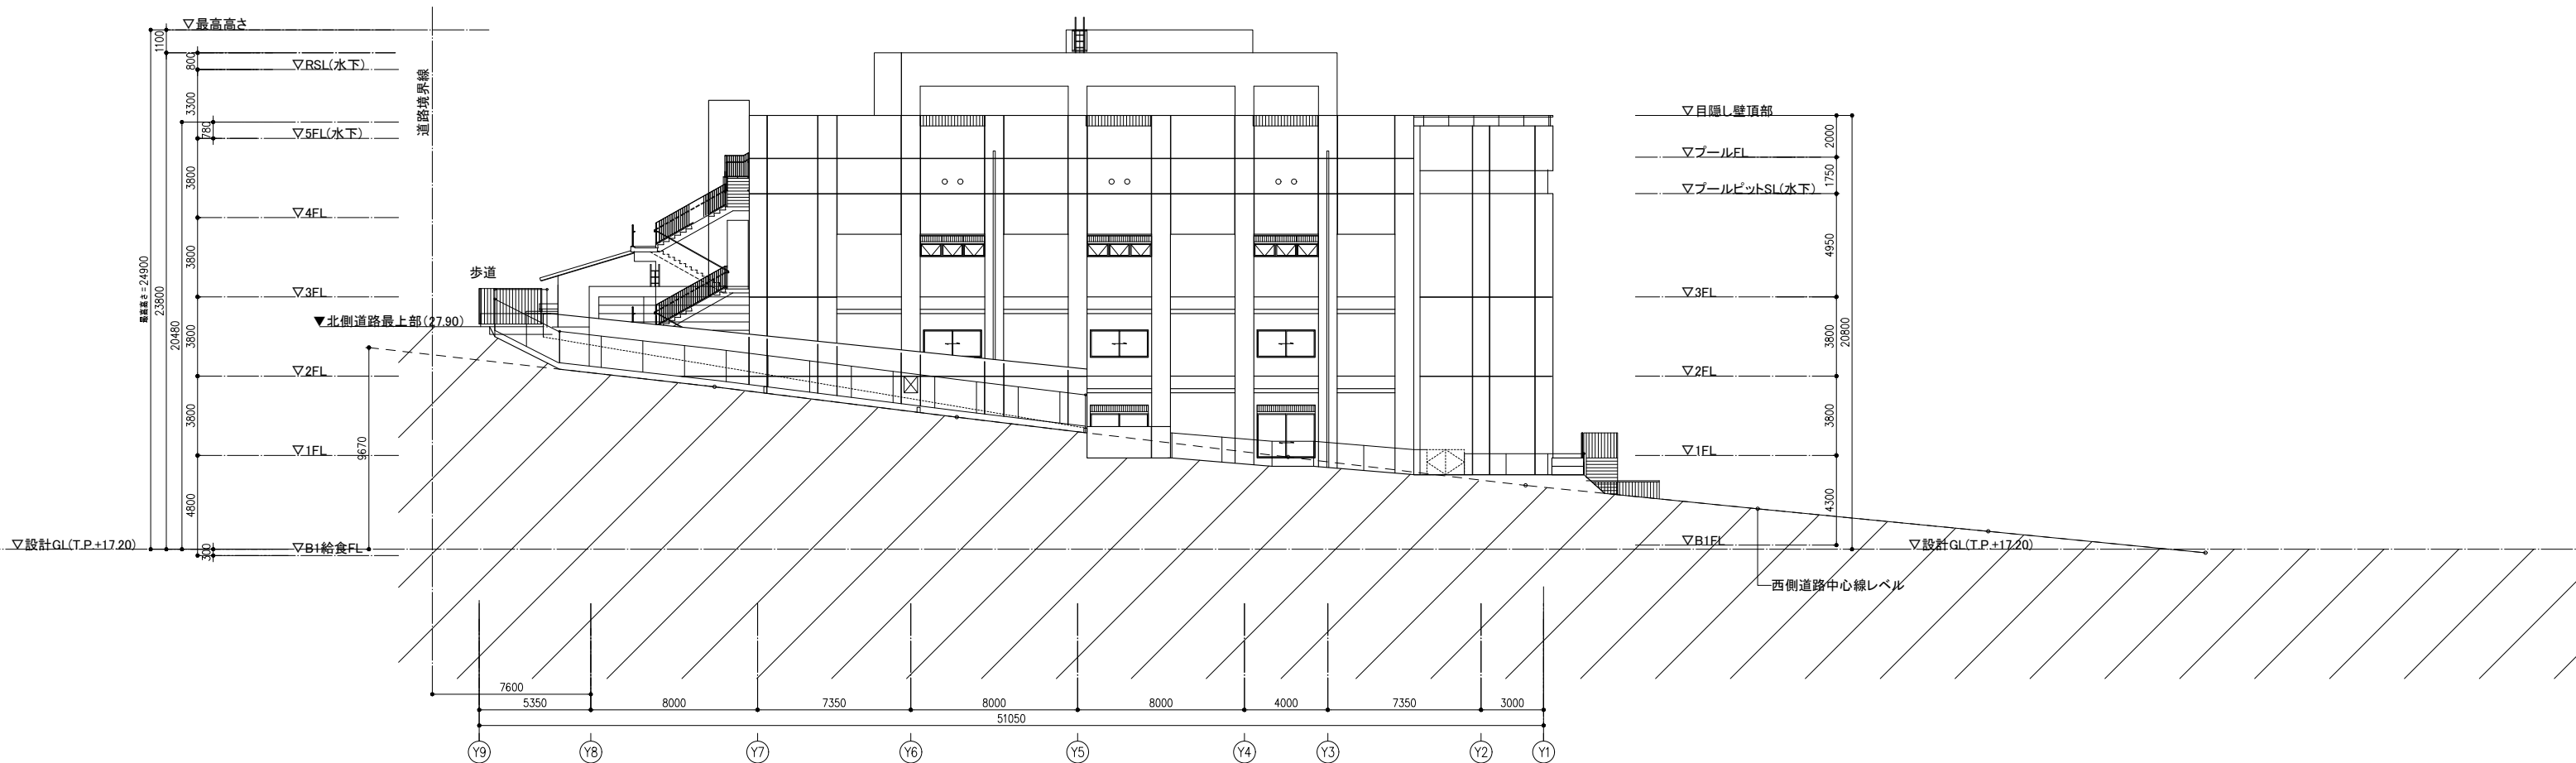 ▽最高高さ
1100
800
▽RSL(水下)
3300
780
▽5FL(水下)
3800
▽4FL
3800
▽3FL
▼北側道路最上部(27.90)
3800
▽2FL
3800
▽1FL
4800
▽B1給食FL
300
▽設計GL(T.P.+17.20)
最高高さ=24900
23800
20480
9670
道路境界線
歩道
▽目隠し壁頂部
2000
▽プールFL
1750
▽プールピットSL(水下)
4950
▽3FL
3800
20800
▽2FL
3800
▽1FL
4300
▽B1FL
▽設計GL(T.P.+17.20)
西側道路中心線レベル
7600
5350 8000 7350 8000 8000 4000 7350 3000
51050
Y9 Y8 Y7 Y6 Y5 Y4 Y3 Y2 Y1